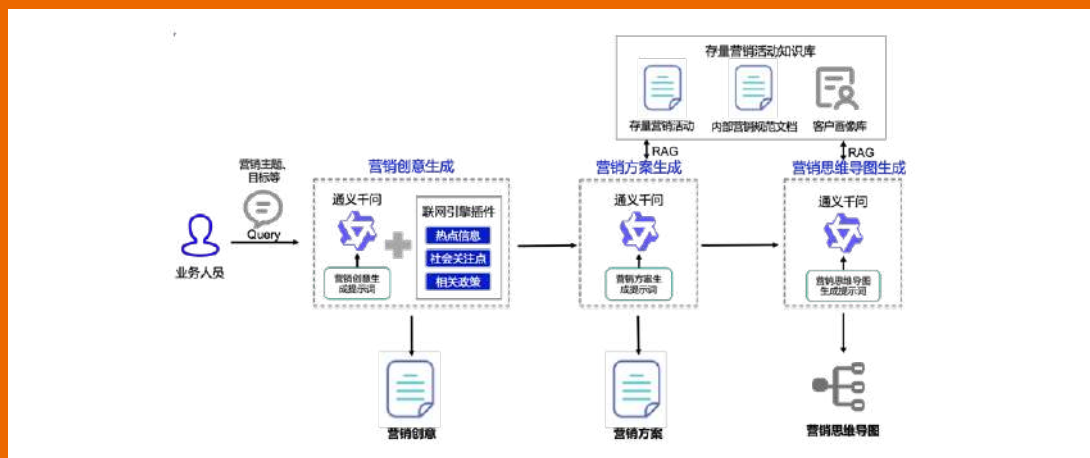 存量营销活动知识库
存量营销活动
内部营销规范文档
客户画像库
RAG
RAG
营销主题、
目标等
Query
业务人员
营销创意生成
通义千问
联网引擎插件
热点信息
社会关注点
相关政策
营销创意生
成提示词
营销创意
营销方案生成
通义千问
营销方案生
成提示词
营销方案
营销思维导图生成
通义千问
营销思维导图
生成提示词
营销思维导图